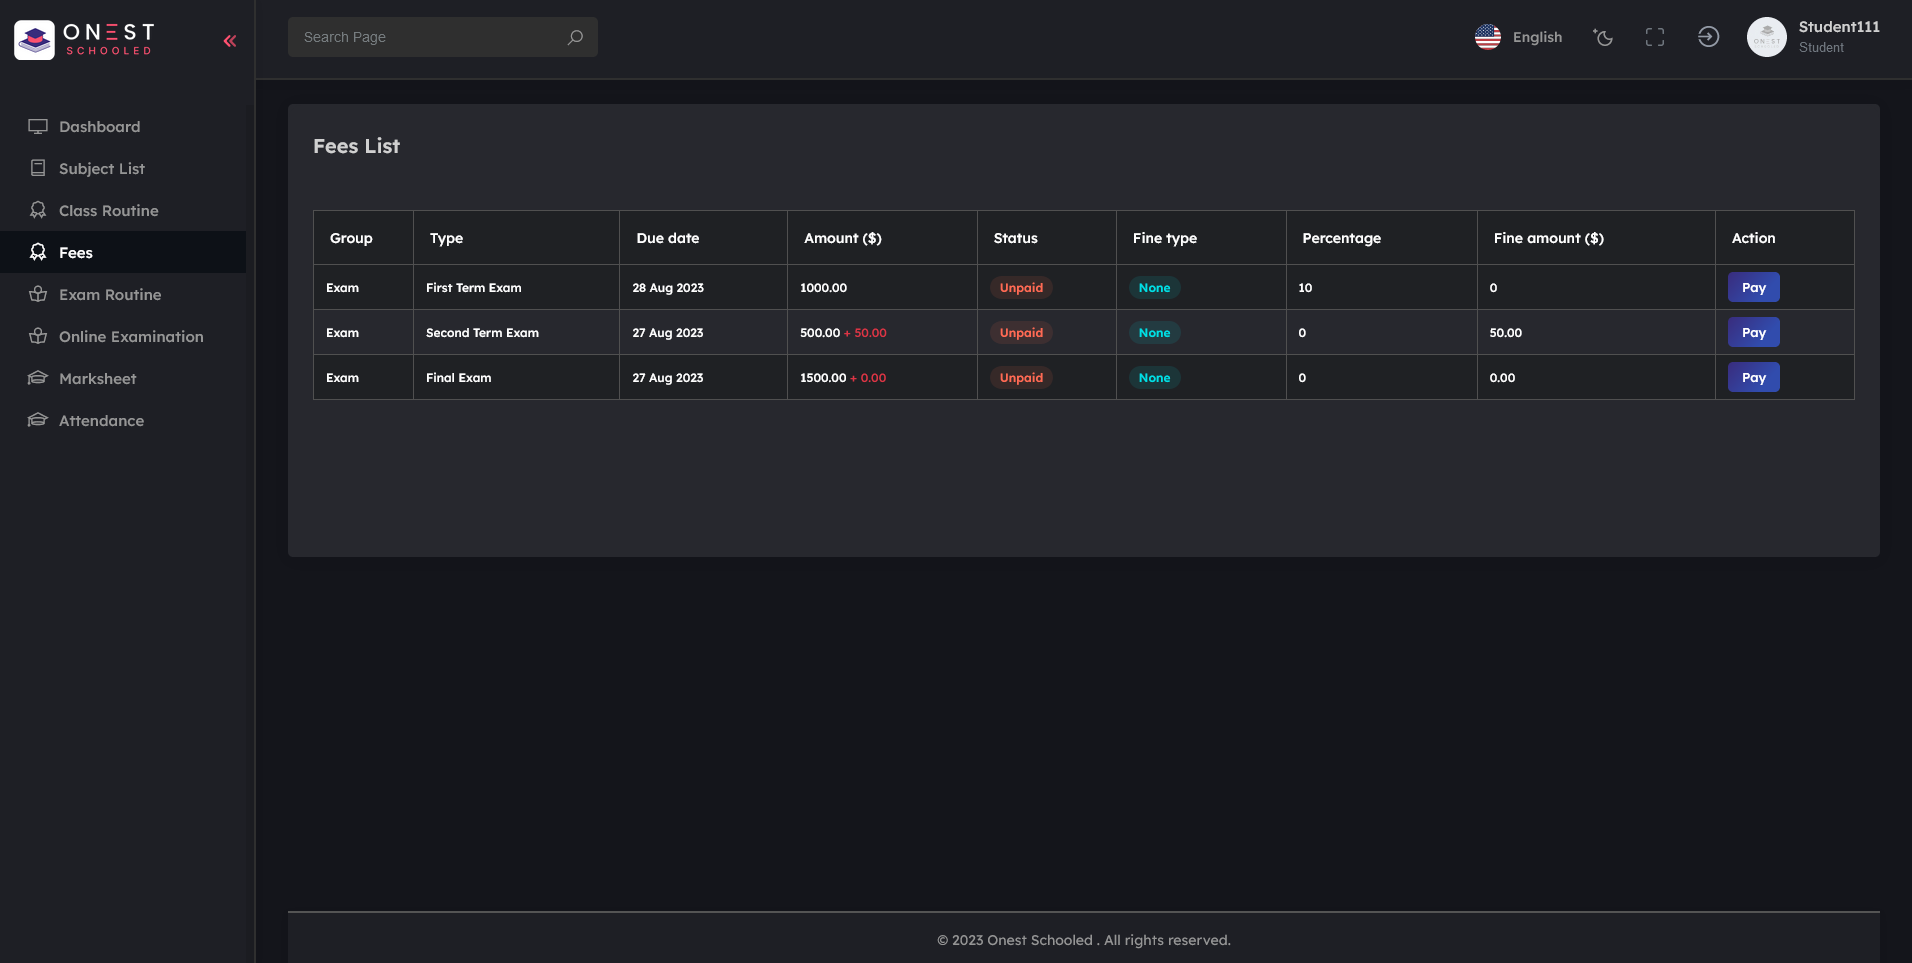 ONEST
SCHOOLED
Search Page
English
Student111
Student
Dashboard
Subject List
Class Routine
Fees
Exam Routine
Online Examination
Marksheet
Attendance
Fees List
Group Type Due date Amount ($) Status Fine type Percentage Fine amount ($) Action
Exam First Term Exam 28 Aug 2023 1000.00 Unpaid None 10 0 Pay
Exam Second Term Exam 27 Aug 2023 500.00 + 50.00 Unpaid None 0 50.00 Pay
Exam Final Exam 27 Aug 2023 1500.00 + 0.00 Unpaid None 0 0.00 Pay
© 2023 Onest Schooled . All rights reserved.